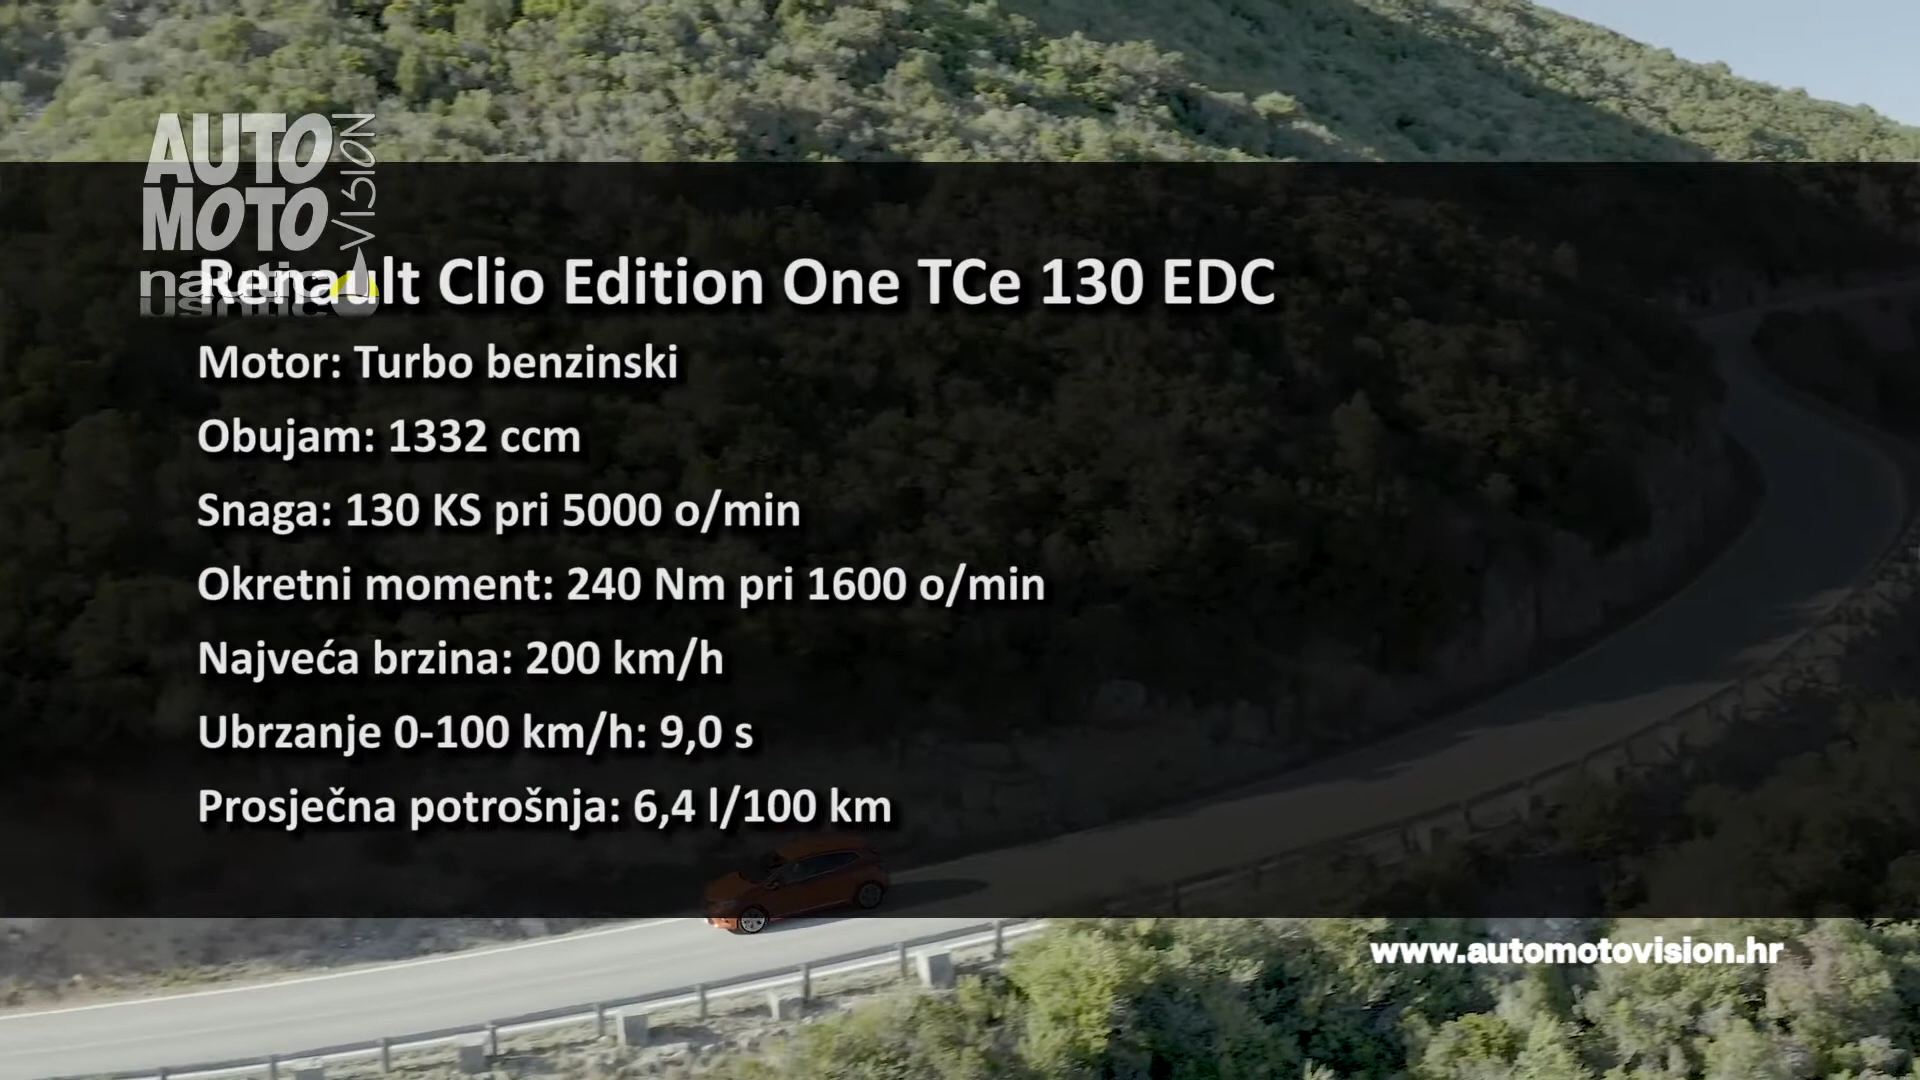 AUTO
MOTO
VISION
nautic
Renault Clio Edition One TCe 130 EDC
Motor: Turbo benzinski
Obujam: 1332 ccm
Snaga: 130 KS pri 5000 o/min
Okretni moment: 240 Nm pri 1600 o/min
Najveća brzina: 200 km/h
Ubrzanje 0-100 km/h: 9,0 s
Prosječna potrošnja: 6,4 l/100 km
www.automotovision.hr